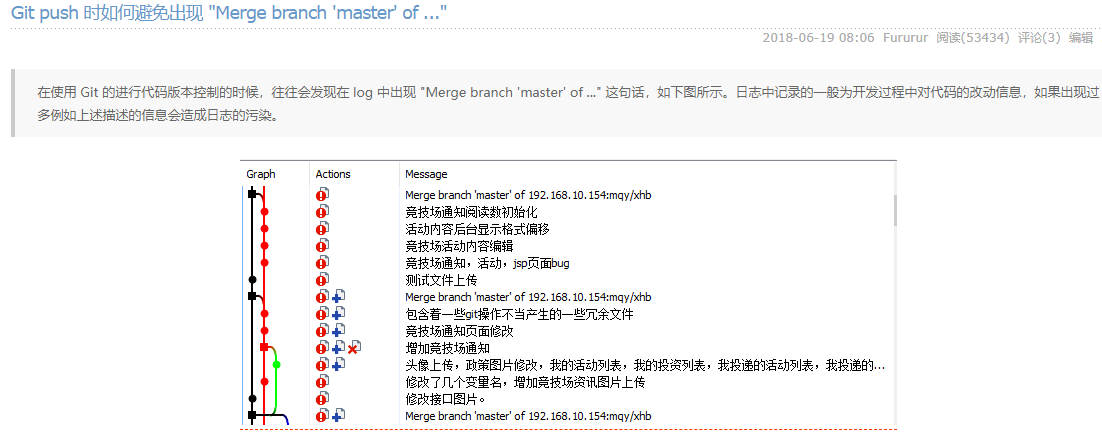 Git push 时如何避免出现 "Merge branch 'master' of ..."
2018-06-19 08:06 Fururur 阅读(53434) 评论(3) 编辑
在使用 Git 的进行代码版本控制的时候，往往会发现在 log 中出现 "Merge branch 'master' of ..." 这句话，如下图所示。日志中记录的一般为开发过程中对代码的改动信息，如果出现过
多例如上述描述的信息会造成日志的污染。
Graph Actions Message
Merge branch 'master' of 192.168.10.154:mqy/xhb
竞技场通知阅读数初始化
活动内容后台显示格式偏移
竞技场活动内容编辑
竞技场通知，活动，jsp页面bug
测试文件上传
Merge branch 'master' of 192.168.10.154:mqy/xhb
包含着一些git操作不当产生的一些冗余文件
竞技场通知页面修改
增加竞技场通知
头像上传，政策图片修改，我的活动列表，我的投资列表，我投递的活动列表，我投递的...
修改了几个变量名，增加竞技场资讯图片上传
修改接口图片。
Merge branch 'master' of 192.168.10.154:mqy/xhb